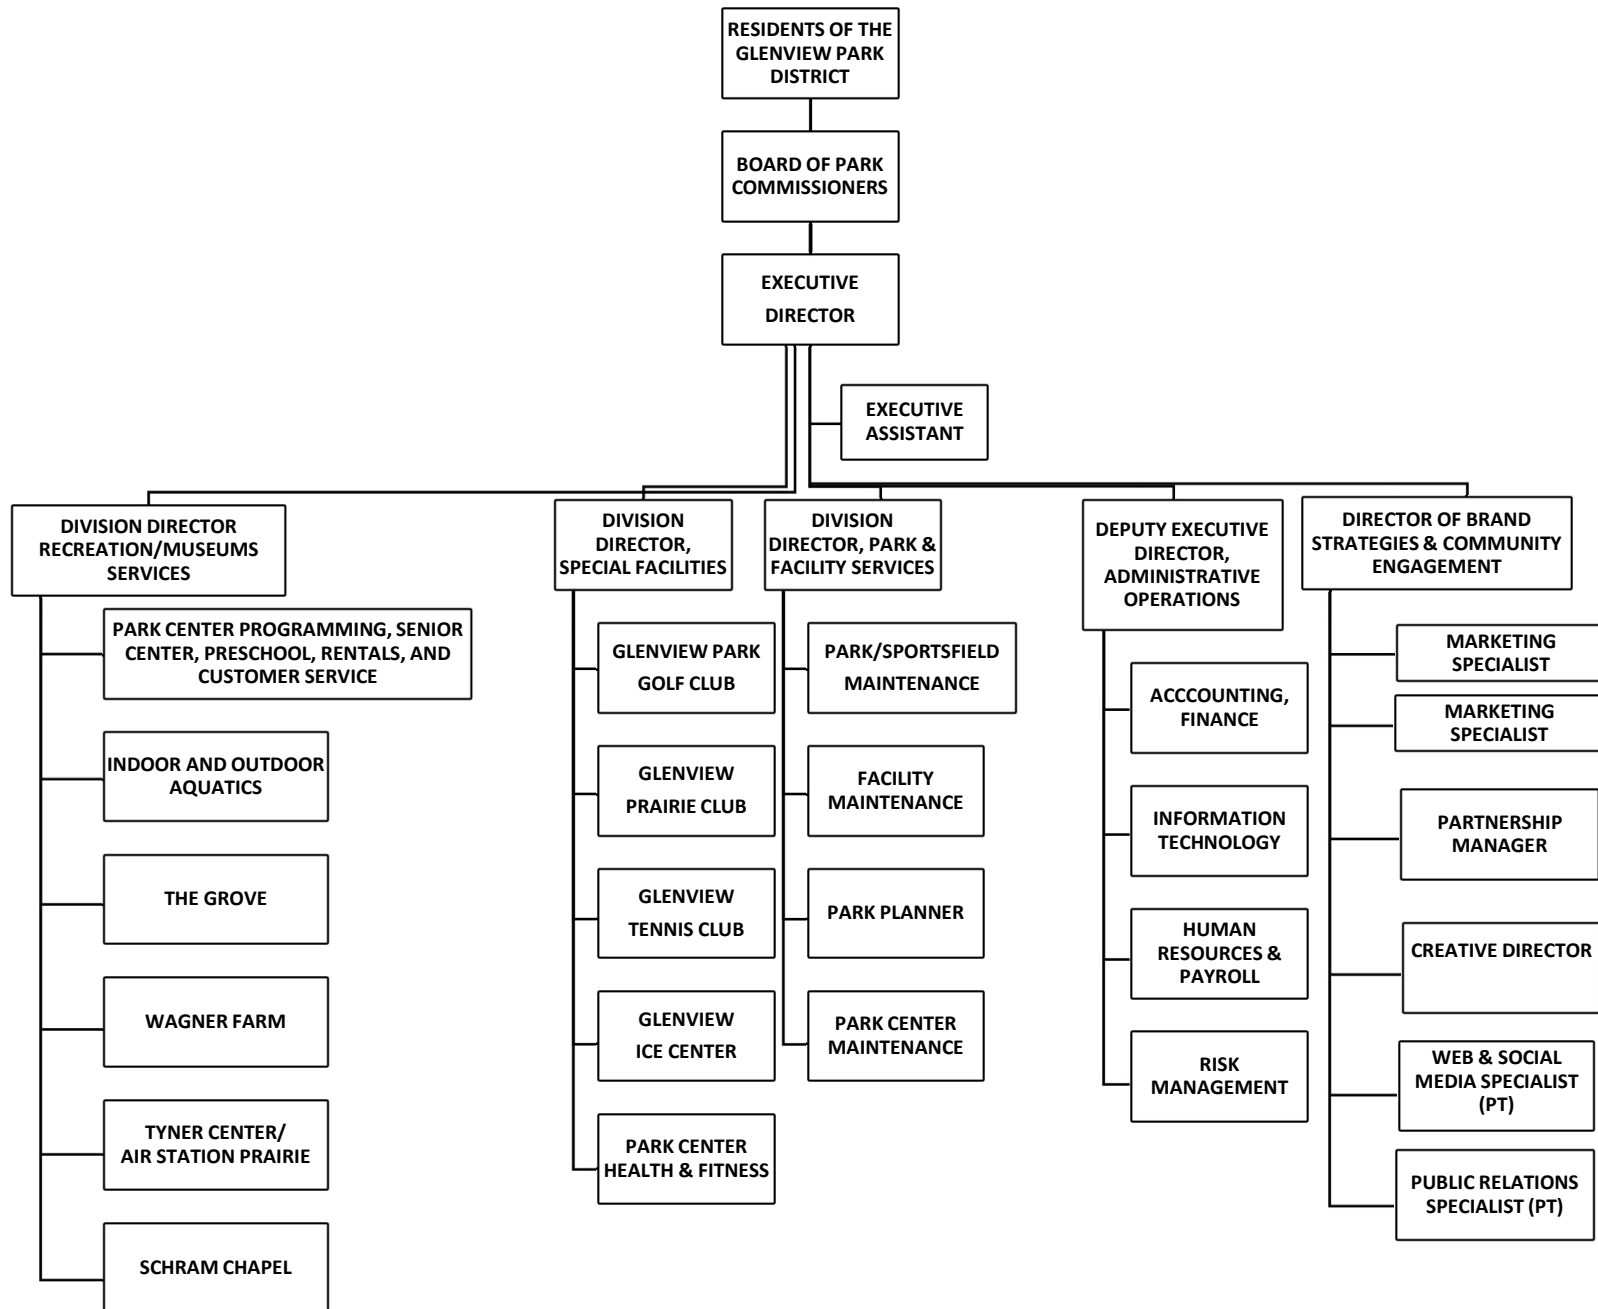 RESIDENTS OF THE
GLENVIEW PARK
DISTRICT
BOARD OF PARK
COMMISSIONERS
EXECUTIVE
DIRECTOR
EXECUTIVE
ASSISTANT
DIVISION DIRECTOR
RECREATION/MUSEUMS
SERVICES
PARK CENTER PROGRAMMING, SENIOR
CENTER, PRESCHOOL, RENTALS, AND
CUSTOMER SERVICE
INDOOR AND OUTDOOR
AQUATICS
THE GROVE
WAGNER FARM
TYNER CENTER/
AIR STATION PRAIRIE
SCHRAM CHAPEL
DIVISION
DIRECTOR,
SPECIAL FACILITIES
GLENVIEW PARK
GOLF CLUB
GLENVIEW
PRAIRIE CLUB
GLENVIEW
TENNIS CLUB
GLENVIEW
ICE CENTER
PARK CENTER
HEALTH & FITNESS
DIVISION
DIRECTOR, PARK &
FACILITY SERVICES
PARK/SPORTSFIELD
MAINTENANCE
FACILITY
MAINTENANCE
PARK PLANNER
PARK CENTER
MAINTENANCE
DEPUTY EXECUTIVE
DIRECTOR,
ADMINISTRATIVE
OPERATIONS
ACCCOUNTING,
FINANCE
INFORMATION
TECHNOLOGY
HUMAN
RESOURCES &
PAYROLL
RISK
MANAGEMENT
DIRECTOR OF BRAND
STRATEGIES & COMMUNITY
ENGAGEMENT
MARKETING
SPECIALIST
MARKETING
SPECIALIST
PARTNERSHIP
MANAGER
CREATIVE DIRECTOR
WEB & SOCIAL
MEDIA SPECIALIST
(PT)
PUBLIC RELATIONS
SPECIALIST (PT)